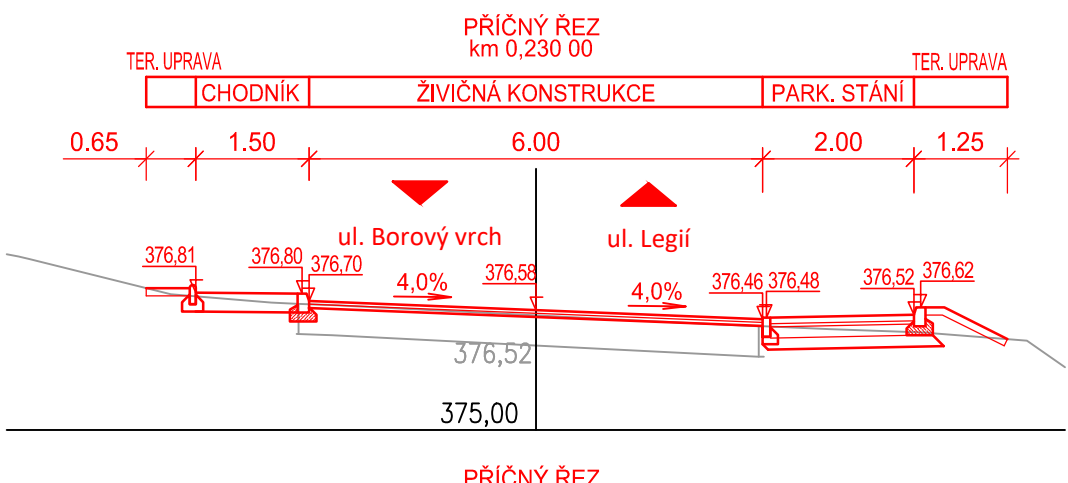 PŘÍČNÝ ŘEZ
km 0,230 00
TER. UPRAVA
TER. UPRAVA
CHODNÍK
ŽIVIČNÁ KONSTRUKCE
PARK. STÁNÍ
0.65
1.50
6.00
2.00
1.25
ul. Borový vrch
ul. Legií
376,81
376,80
376,70
4,0%
376,58
4,0%
376,46
376,48
376,52
376,62
376,52
375,00
PŘÍČNÝ ŘEZ